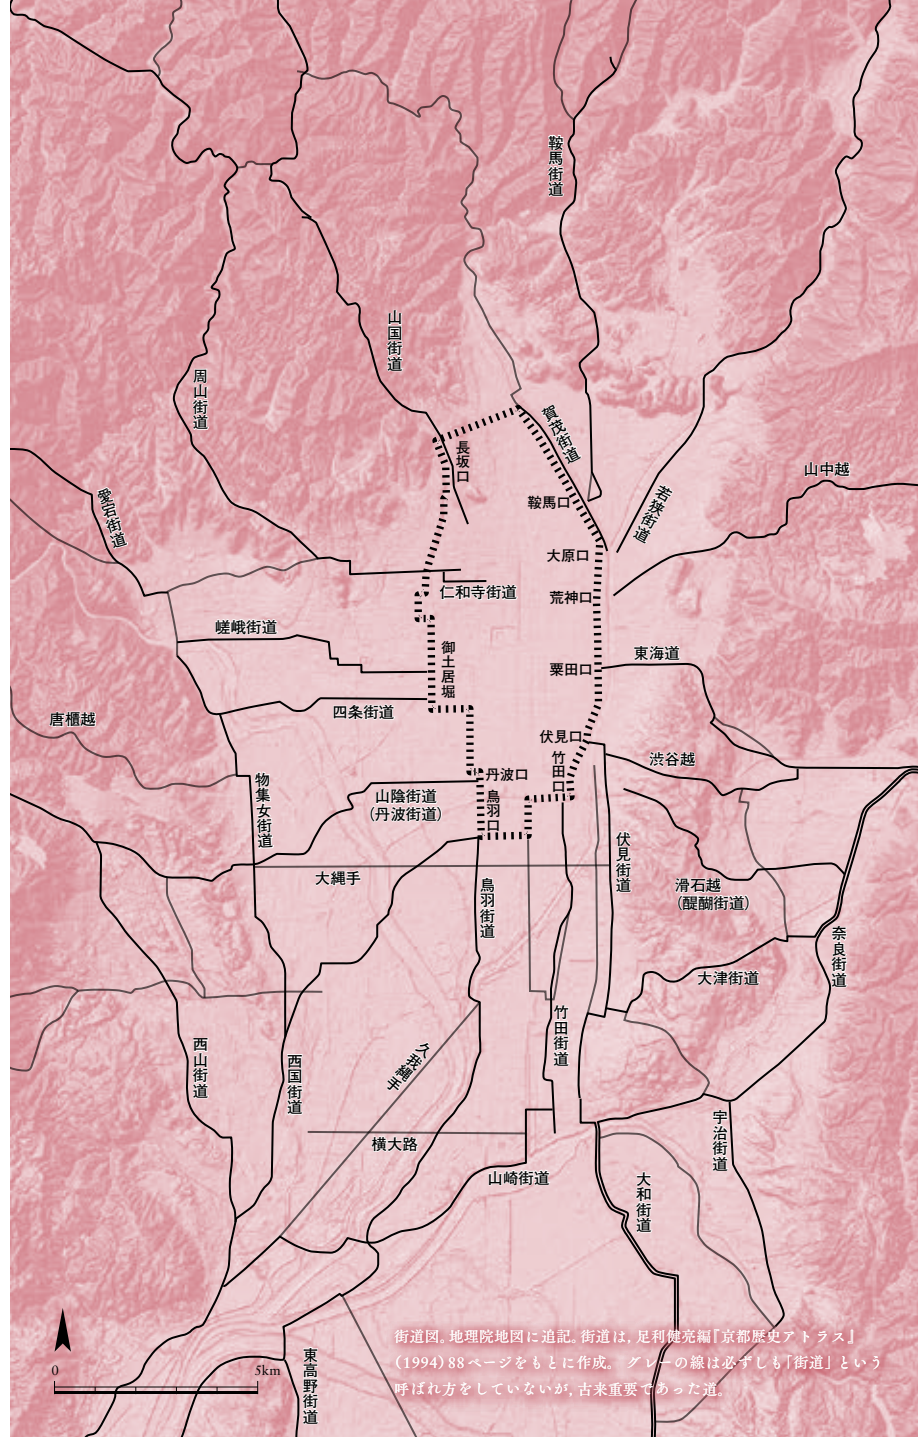 鞍馬街道
山国街道
周山街道
賀茂街道
長坂口
山中越
若狭街道
愛宕街道
鞍馬口
大原口
仁和寺街道
荒神口
嵯峨街道
御土居堀
東海道
粟田口
四条街道
唐櫃越
伏見口
竹田口
渋谷越
丹波口
物集女街道
山陰街道
(丹波街道)
鳥羽口
伏見街道
大縄手
滑石越
(醍醐街道)
鳥羽街道
奈良街道
大津街道
竹田街道
西山街道
西国街道
久我縄手
横大路
宇治街道
山崎街道
大和街道
東高野街道
0 5km
街道図。地理院地図に追記。街道は,足利健亮編『京都歴史アトラス』
(1994)88ページをもとに作成。 グレーの線は必ずしも「街道」という
呼ばれ方をしていないが,古来重要であった道。